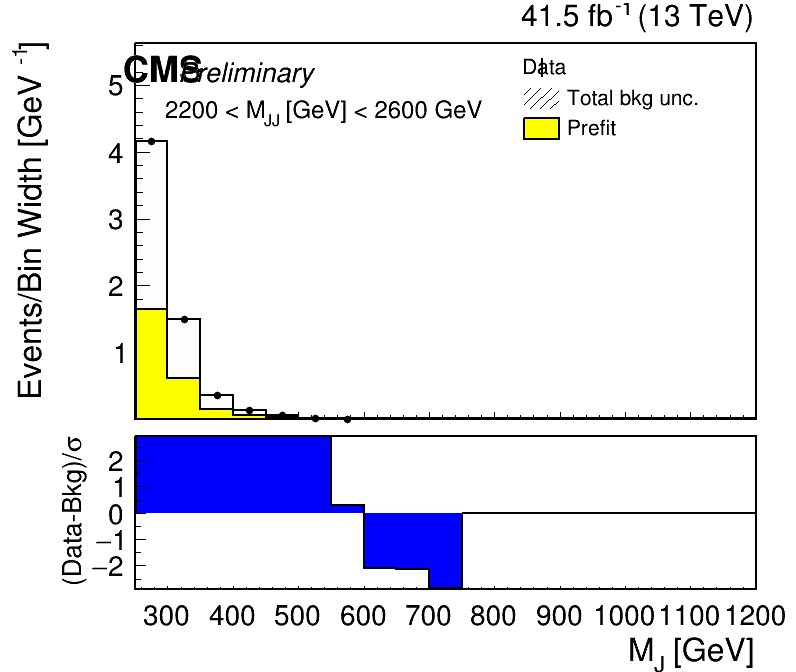 41.5 fb⁻¹ (13 TeV)
CMS Preliminary
Data
2200 < M_JJ [GeV] < 2600 GeV
Total bkg unc.
Prefit
Events/Bin Width [GeV⁻¹]
5
4
3
2
1
(Data-Bkg)/σ
2
1
0
−1
−2
300 400 500 600 700 800 900 1000 1100 1200
M_J [GeV]